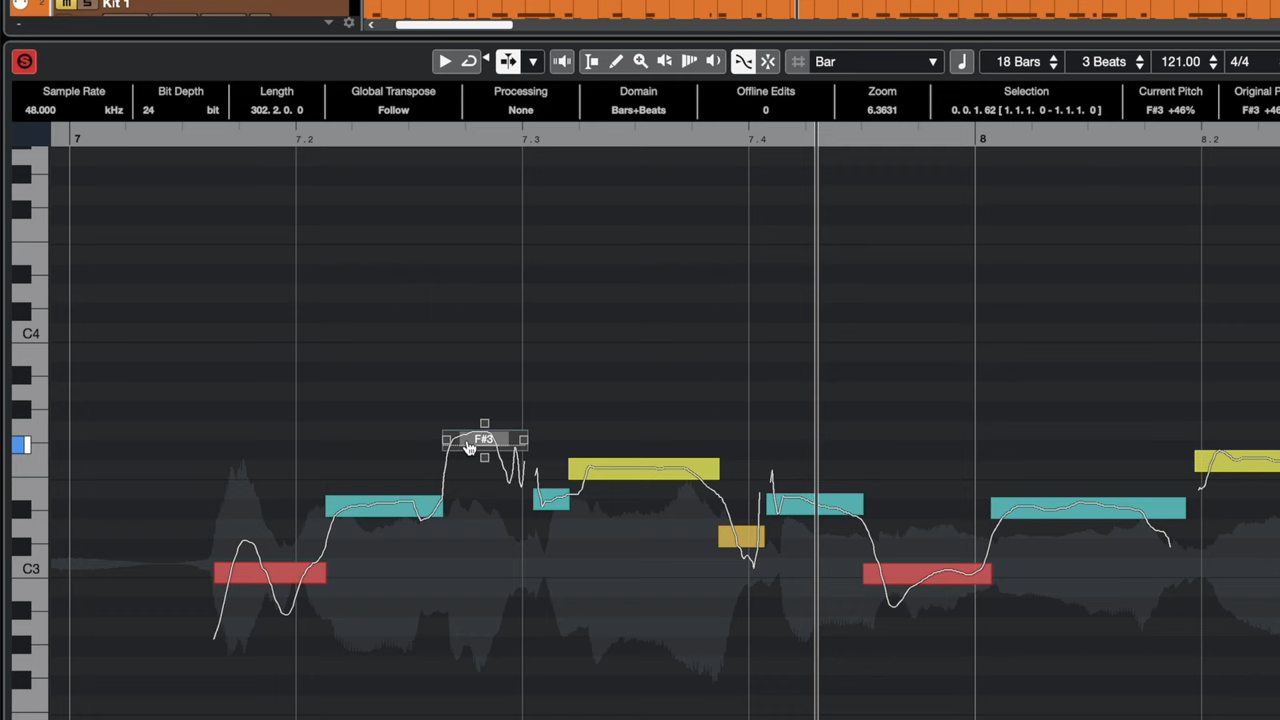 M S Kit 1
-
S
Bar 18 Bars 3 Beats 121.00 4/4
Sample Rate Bit Depth Length Global Transpose Processing Domain Offline Edits Zoom Selection Current Pitch Original P
48.000 kHz 24 bit 302. 2. 0. 0 Follow None Bars+Beats 0 6.3631 0. 0. 1. 62 [ 1. 1. 1. 0 - 1. 1. 1. 0 ] F#3 +46% F#3 +46
7 7.2 7.3 7.4 8 8.2
C4
F#3
C3